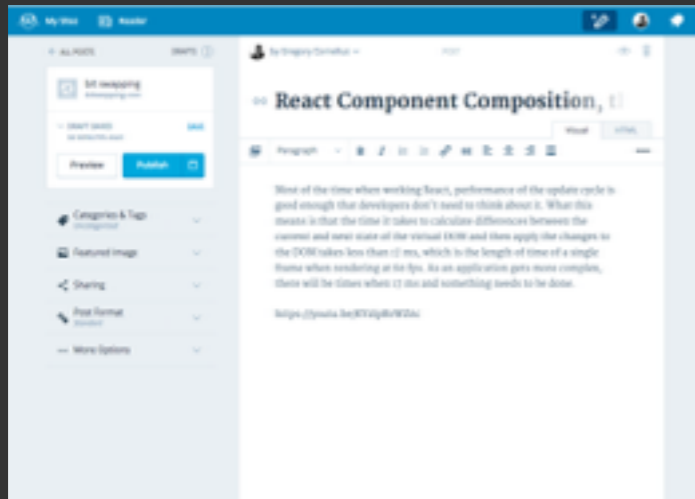 My Sites Reader
ALL POSTS DRAFTS
by Gregory Cornelius POST
bit swapping
React Component Composition,
DRAFT SAVED SAVE
Visual HTML
Preview Publish
Paragraph B I
Categories & Tags
Uncategorized
Featured Image
Sharing
Post Format
Standard
More Options
Most of the time when working React, performance of the update cycle is
good enough that developers don't need to think about it. What this
means is that the time it takes to calculate differences between the
current and next state of the virtual DOM and then apply the changes to
the DOM takes less than 17 ms, which is the length of time of a single
frame when rendering at 60 fps. As an application gets more complex,
there will be times when 17 ms and something needs to be done.